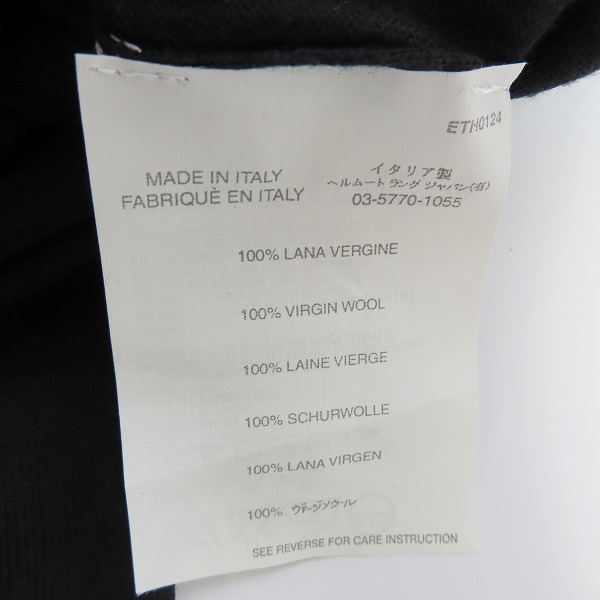 ETH0124
MADE IN ITALY
FABRIQUÈ EN ITALY
イタリア製
ヘルムート ラング ジャパン(株)
03-5770-1055
100% LANA VERGINE
100% VIRGIN WOOL
100% LAINE VIERGE
100% SCHURWOLLE
100% LANA VIRGEN
100% ヴァージンウール
SEE REVERSE FOR CARE INSTRUCTION